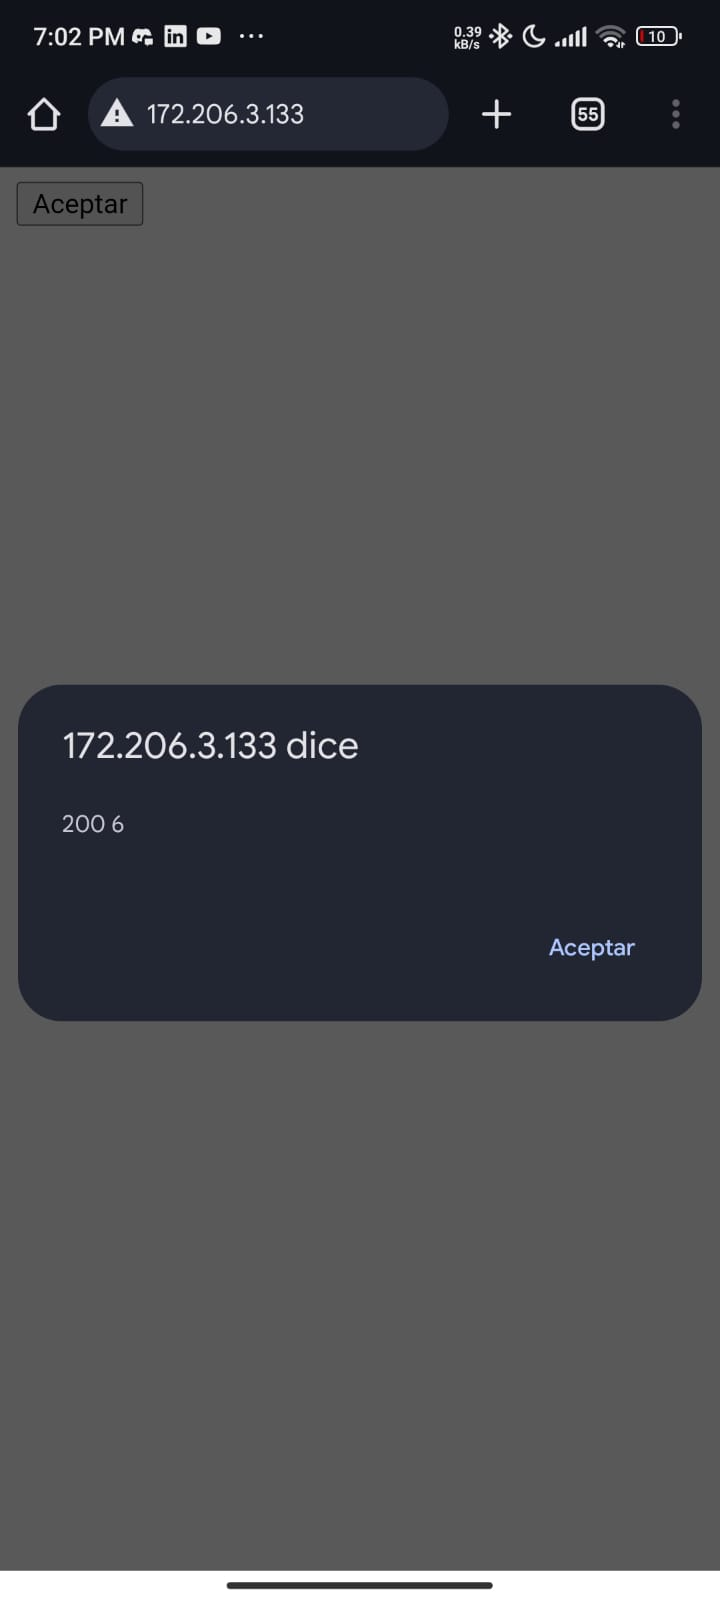 7:02 PM in ...
0.39
kB/s
10
172.206.3.133
55
Aceptar
172.206.3.133 dice
200 6
Aceptar